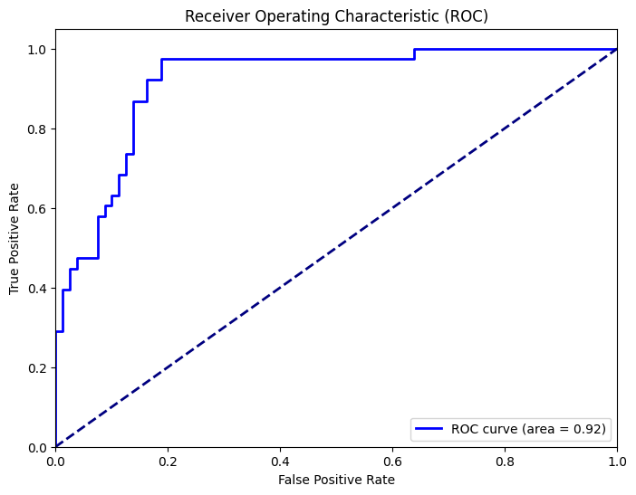 Receiver Operating Characteristic (ROC)
True Positive Rate
1.0
0.8
0.6
0.4
0.2
0.0
ROC curve (area = 0.92)
0.0 0.2 0.4 0.6 0.8 1.0
False Positive Rate